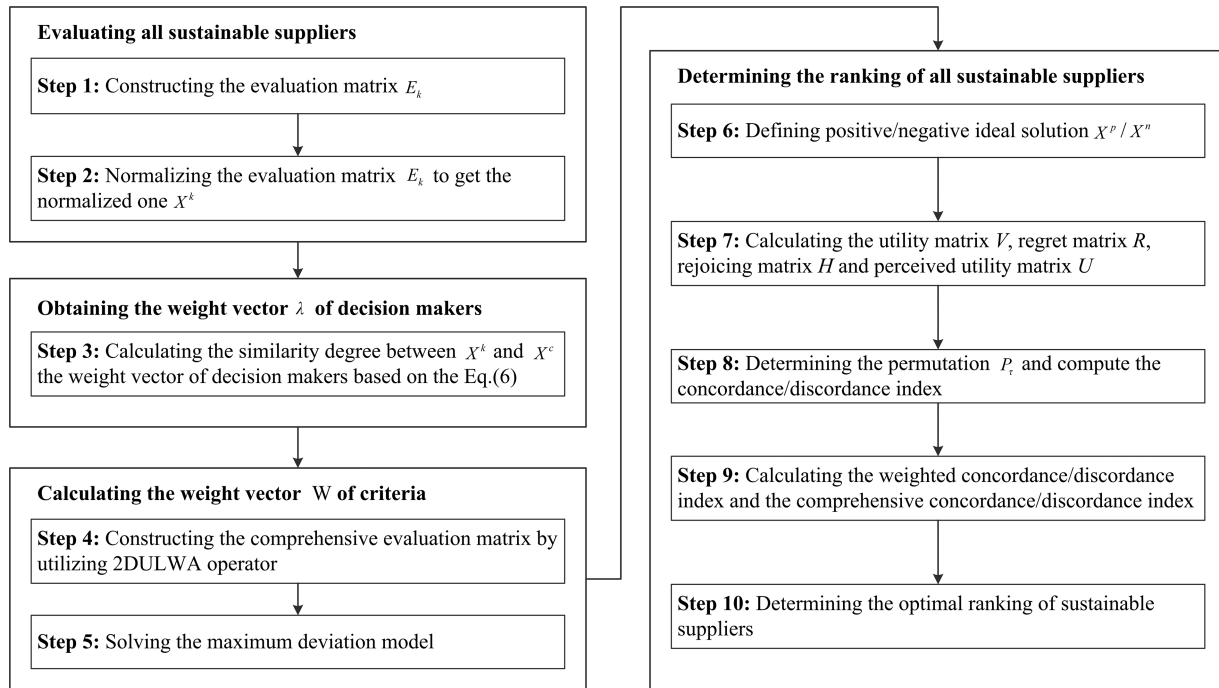 Evaluating all sustainable suppliers
Step 1: Constructing the evaluation matrix E_k
Step 2: Normalizing the evaluation matrix E_k to get the
normalized one X^k
Obtaining the weight vector λ of decision makers
Step 3: Calculating the similarity degree between X^k and X^c
the weight vector of decision makers based on the Eq.(6)
Calculating the weight vector W of criteria
Step 4: Constructing the comprehensive evaluation matrix by
utilizing 2DULWA operator
Step 5: Solving the maximum deviation model
Determining the ranking of all sustainable suppliers
Step 6: Defining positive/negative ideal solution X^p / X^n
Step 7: Calculating the utility matrix V, regret matrix R,
rejoicing matrix H and perceived utility matrix U
Step 8: Determining the permutation P_τ and compute the
concordance/discordance index
Step 9: Calculating the weighted concordance/discordance
index and the comprehensive concordance/discordance index
Step 10: Determining the optimal ranking of sustainable
suppliers